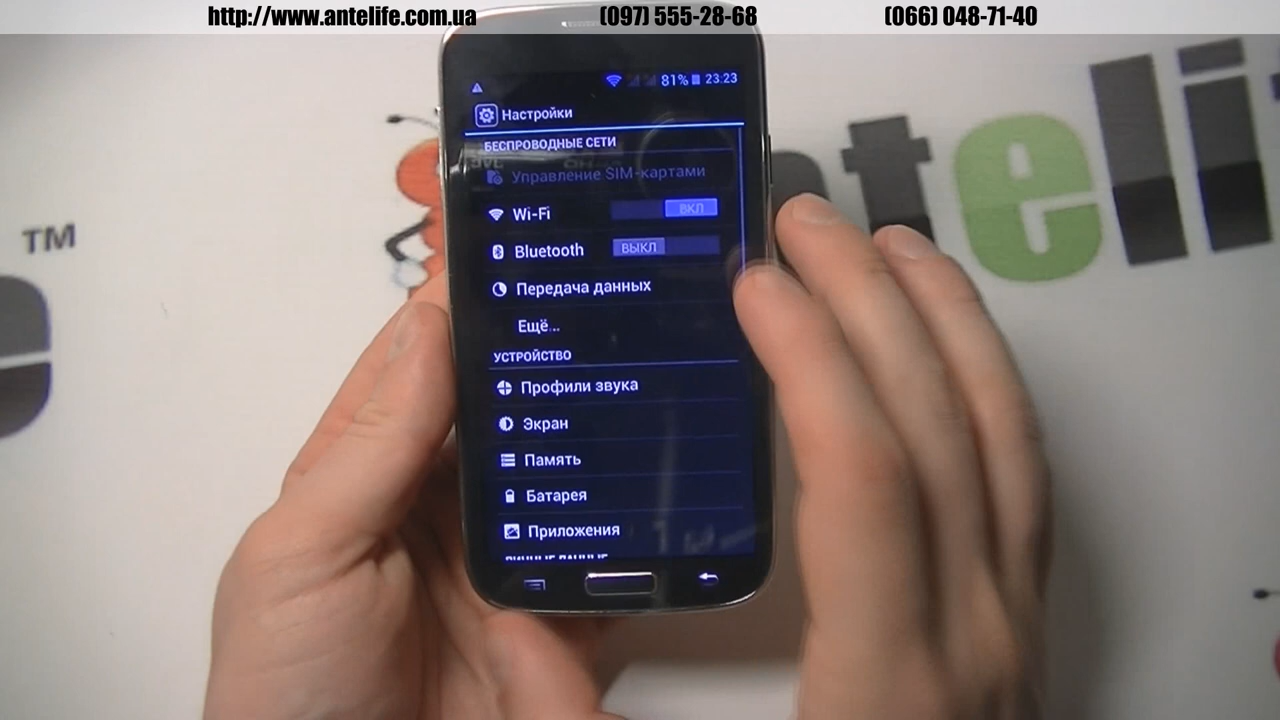 http://www.antelife.com.ua (097) 555-28-68 (066) 048-71-40
81% 23:23
Настройки
БЕСПРОВОДНЫЕ СЕТИ
Управление SIM-картами
Wi-Fi ВКЛ
Bluetooth ВЫКЛ
Передача данных
Ещё...
УСТРОЙСТВО
Профили звука
Экран
Память
Батарея
Приложения
TM
anteli